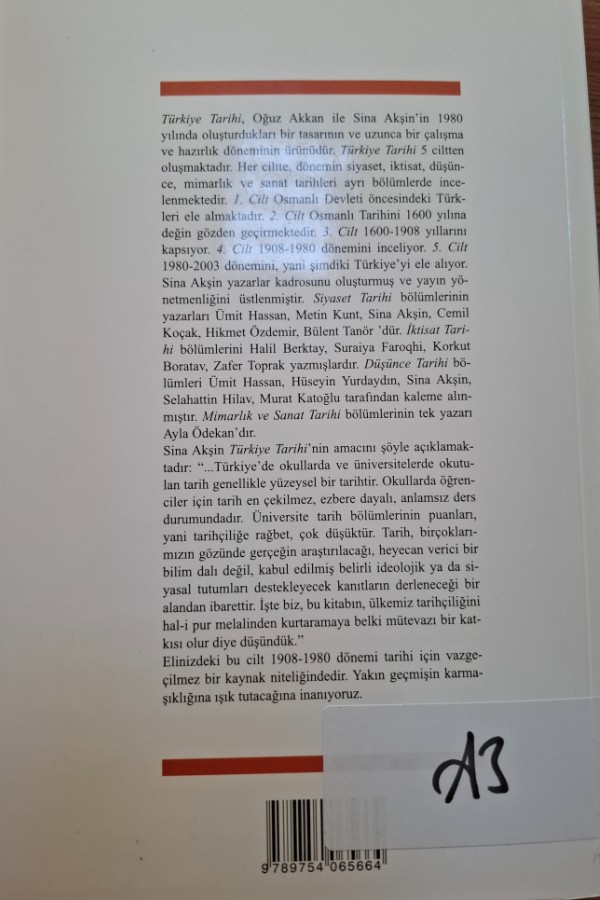 Türkiye Tarihi, Oğuz Akkan ile Sina Akşin'in 1980
yılında oluşturdukları bir tasarının ve uzunca bir çalışma
ve hazırlık döneminin ürünüdür. Türkiye Tarihi 5 ciltten
oluşmaktadır. Her ciltte, dönemin siyaset, iktisat, düşün-
ce, mimarlık ve sanat tarihleri ayrı bölümlerde ince-
lenmektedir. 1. Cilt Osmanlı Devleti öncesindeki Türk-
leri ele almaktadır. 2. Cilt Osmanlı Tarihini 1600 yılına
değin gözden geçirmektedir. 3. Cilt 1600-1908 yıllarını
kapsıyor. 4. Cilt 1908-1980 dönemini inceliyor. 5. Cilt
1980-2003 dönemini, yani şimdiki Türkiye'yi ele alıyor.
Sina Akşin yazarlar kadrosunu oluşturmuş ve yayın yö-
netmenliğini üstlenmiştir. Siyaset Tarihi bölümlerinin
yazarları Ümit Hassan, Metin Kunt, Sina Akşin, Cemil
Koçak, Hikmet Özdemir, Bülent Tanör 'dür. İktisat Tari-
hi bölümlerini Halil Berktay, Suraiya Faroqhi, Korkut
Boratav, Zafer Toprak yazmışlardır. Düşünce Tarihi bö-
lümleri Ümit Hassan, Hüseyin Yurdaydın, Sina Akşin,
Selahattin Hilav, Murat Katoğlu tarafından kaleme alın-
mıştır. Mimarlık ve Sanat Tarihi bölümlerinin tek yazarı
Ayla Ödekan'dır.
Sina Akşin Türkiye Tarihi'nin amacını şöyle açıklamak-
tadır: "...Türkiye'de okullarda ve üniversitelerde okutu-
lan tarih genellikle yüzeysel bir tarihtir. Okullarda öğren-
ciler için tarih en çekilmez, ezbere dayalı, anlamsız ders
durumundadır. Üniversite tarih bölümlerinin puanları,
yani tarihçiliğe rağbet, çok düşüktür. Tarih, birçokları-
mızın gözünde gerçeğin araştırılacağı, heyecan verici bir
bilim dalı değil, kabul edilmiş belirli ideolojik ya da si-
yasal tutumları destekleyecek kanıtların derleneceği bir
alandan ibarettir. İşte biz, bu kitabın, ülkemiz tarihçiliğini
hal-i pur melalinden kurtaramaya belki mütevazı bir kat-
kısı olur diye düşündük."
Elinizdeki bu cilt 1908-1980 dönemi tarihi için vazge-
çilmez bir kaynak niteliğindedir. Yakın geçmişin karma-
şıklığına ışık tutacağına inanıyoruz.
A3
9 789754 065664